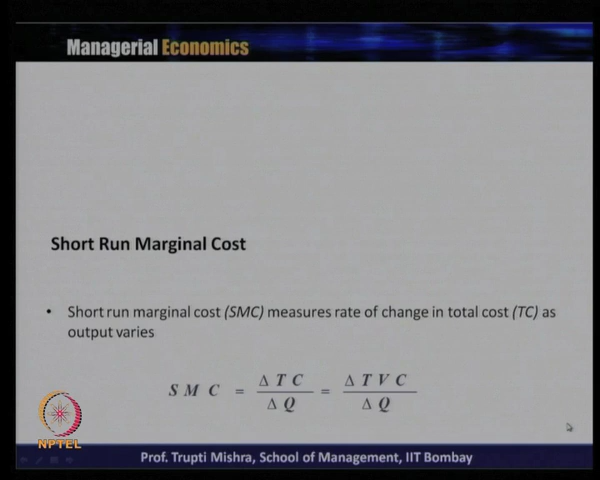 Managerial Economics
Short Run Marginal Cost
• Short run marginal cost (SMC) measures rate of change in total cost (TC) as
output varies
SMC = ΔTC/ΔQ = ΔTVC/ΔQ
NPTEL
Prof. Trupti Mishra, School of Management, IIT Bombay